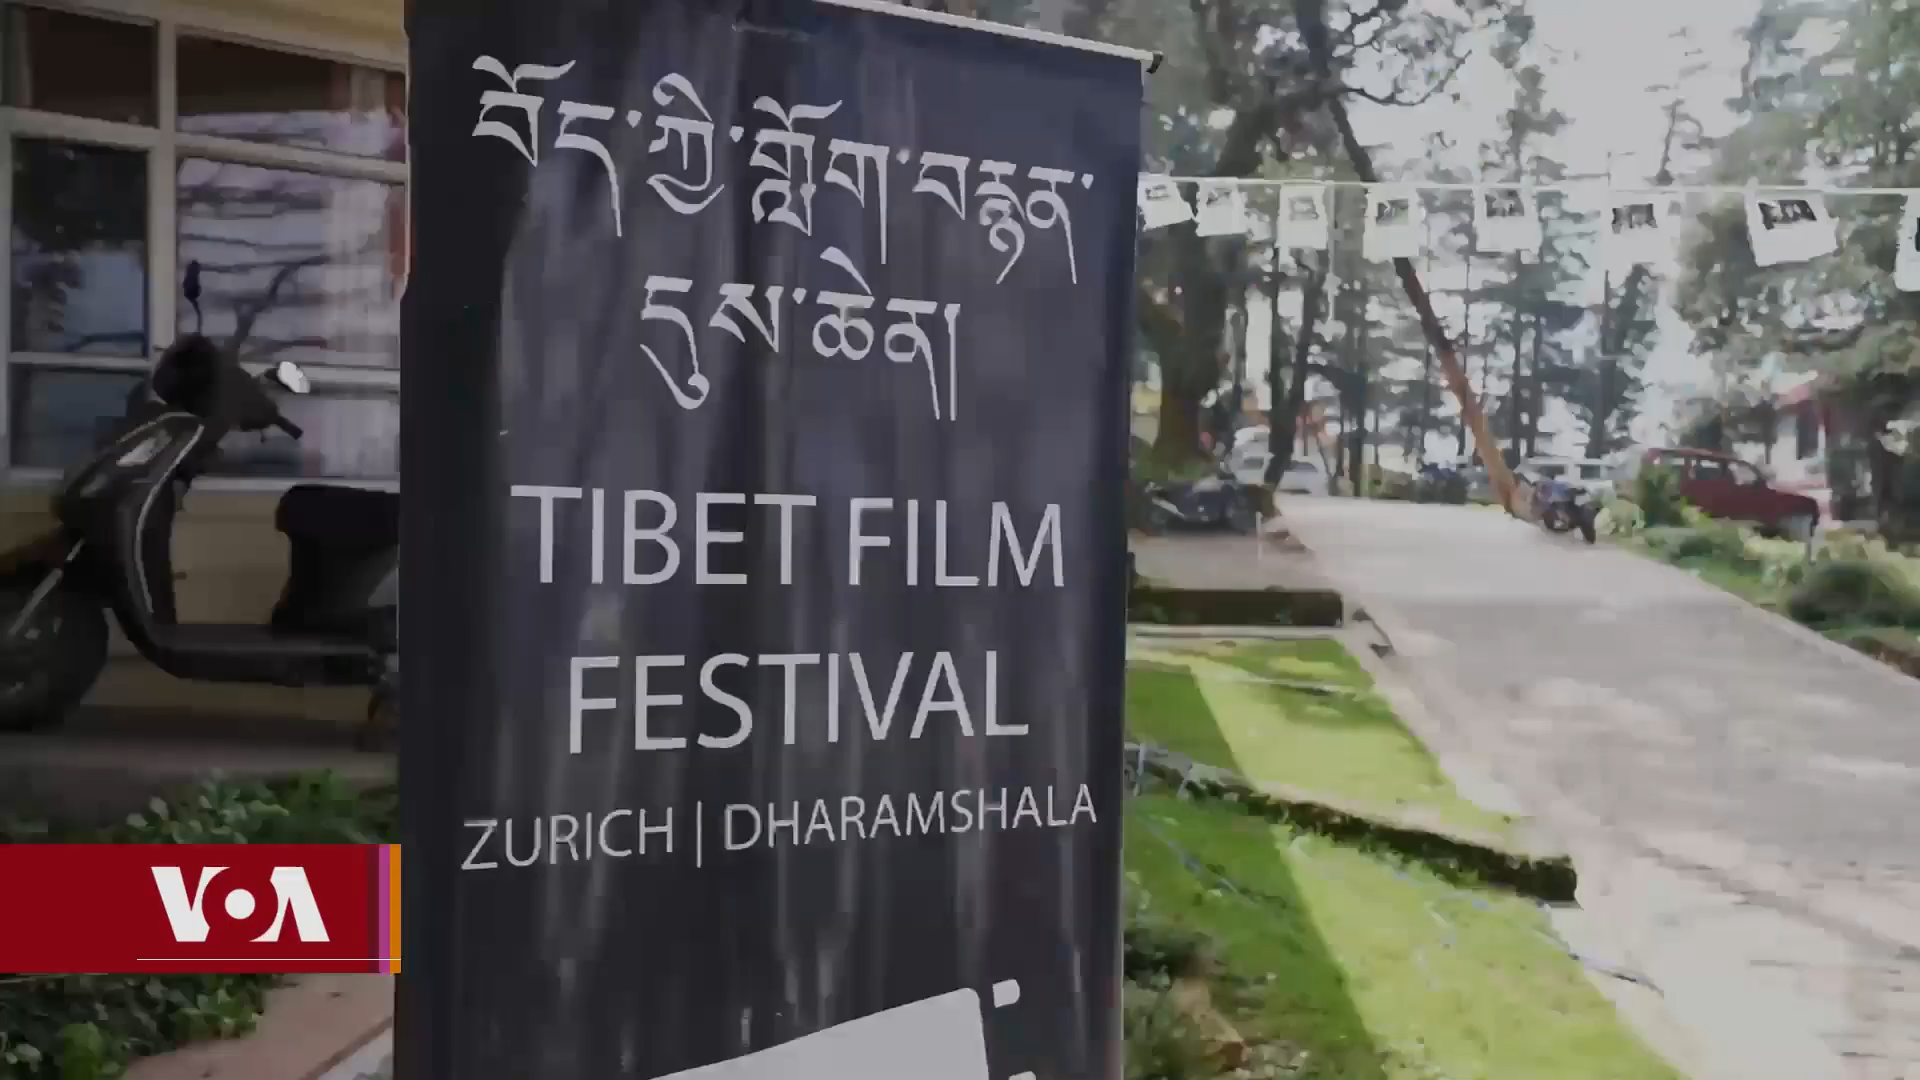 བོད་ཀྱི་གློག་བརྙན་
དུས་ཆེན།
TIBET FILM
FESTIVAL
ZURICH | DHARAMSHALA
VOA